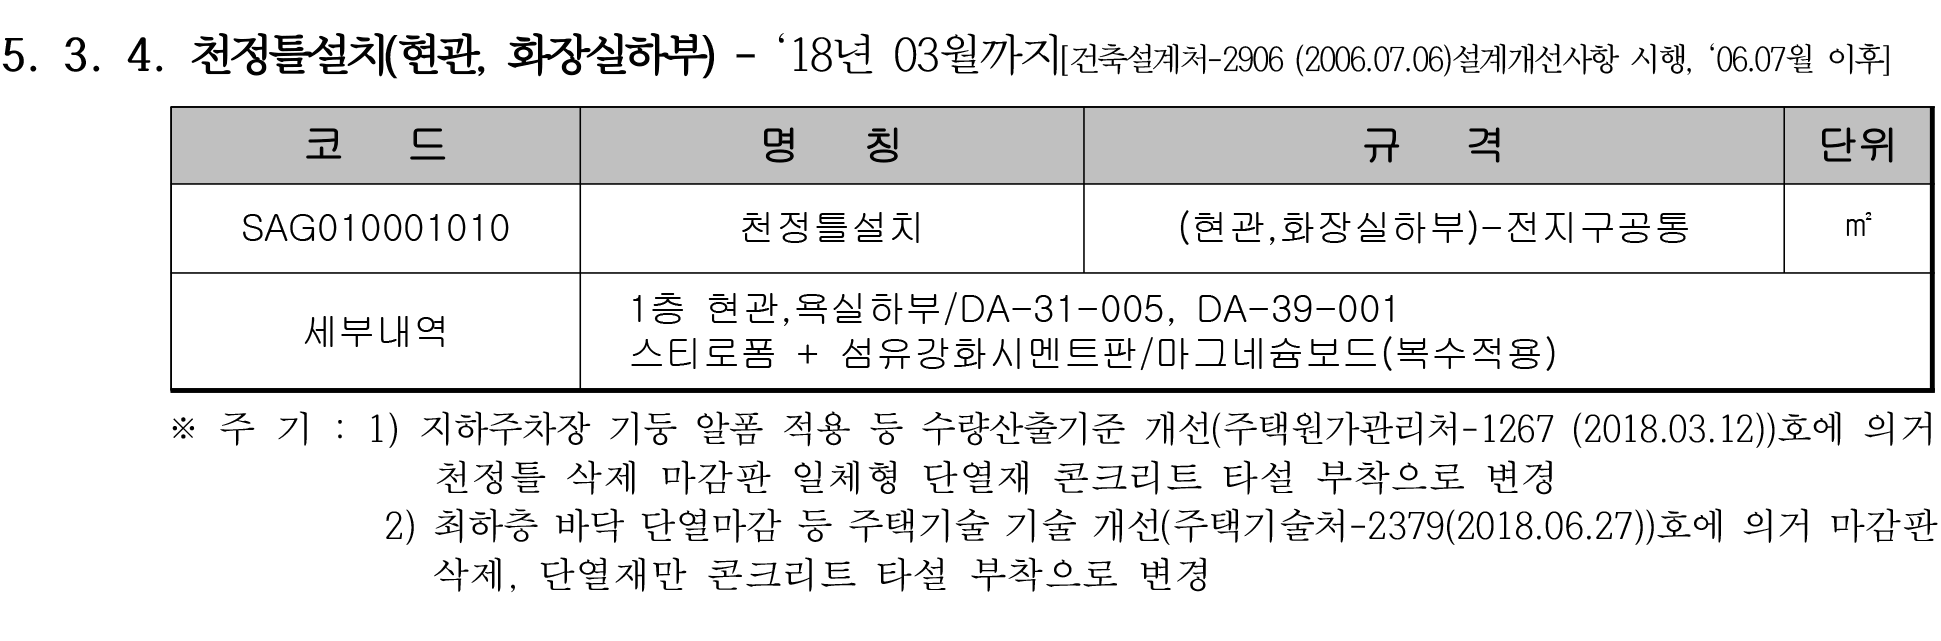 5. 3. 4. 천정틀설치(현관, 화장실하부) - ‘18년 03월까지[건축설계처-2906 (2006.07.06)설계개선사항 시행, ‘06.07월 이후]
코 드 명 칭 규 격 단위
SAG010001010 천정틀설치 (현관,화장실하부)-전지구공통 ㎡
세부내역
1층 현관,욕실하부/DA-31-005, DA-39-001
스티로폼 + 섬유강화시멘트판/마그네슘보드(복수적용)
※ 주 기 : 1) 지하주차장 기둥 알폼 적용 등 수량산출기준 개선(주택원가관리처-1267 (2018.03.12))호에 의거
천정틀 삭제 마감판 일체형 단열재 콘크리트 타설 부착으로 변경
2) 최하층 바닥 단열마감 등 주택기술 기술 개선(주택기술처-2379(2018.06.27))호에 의거 마감판
삭제, 단열재만 콘크리트 타설 부착으로 변경